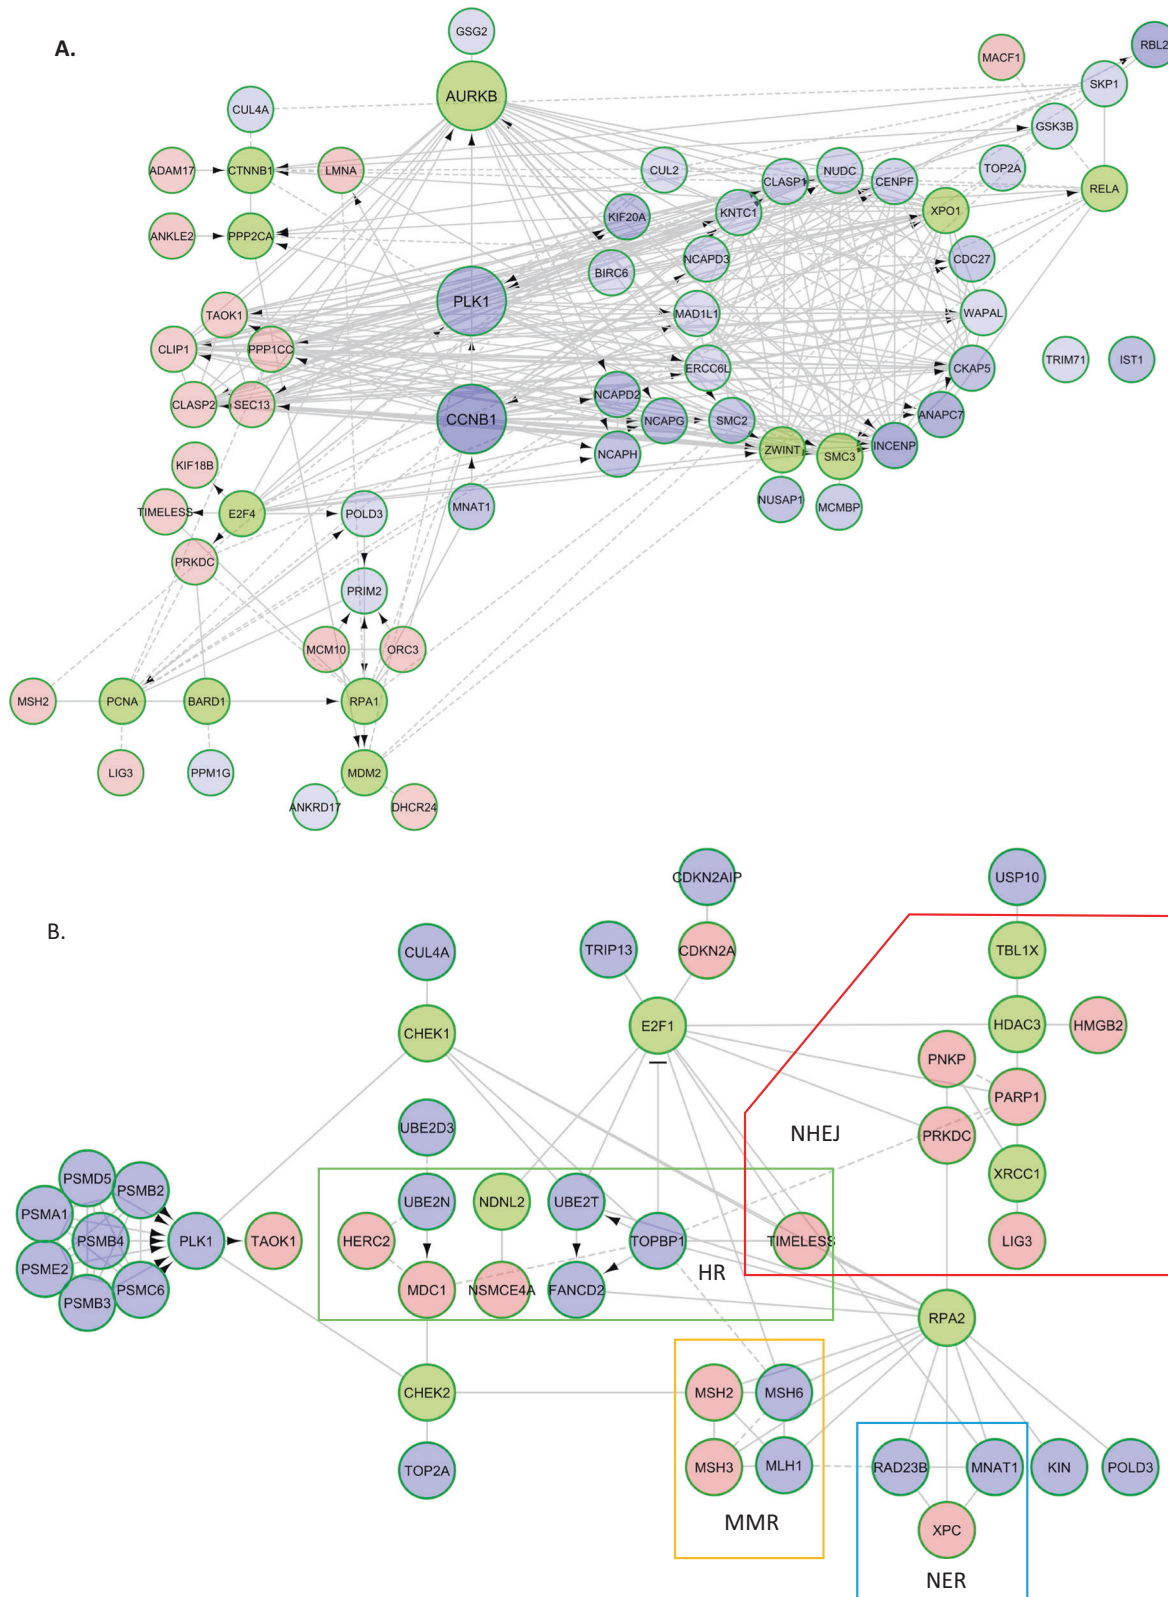 A.
GSG2
AURKB
MACF1
RBL2
SKP1
CUL4A
GSK3B
ADAM17
CTNNB1
LMNA
CUL2
CLASP1
NUDC
CENPF
TOP2A
RELA
ANKLE2
PPP2CA
KIF20A
KNTC1
XPO1
BIRC6
NCAPD3
CDC27
PLK1
TAOK1
MAD1L1
WAPAL
CLIP1
PPP1CC
ERCC6L
CKAP5
TRIM71
IST1
CLASP2
SEC13
CCNB1
NCAPD2
NCAPG
SMC2
ANAPC7
KIF18B
NCAPH
ZWINT
SMC3
INCENP
TIMELESS
E2F4
POLD3
MNAT1
NUSAP1
MCMBP
PRKDC
PRIM2
MCM10
ORC3
MSH2
PCNA
BARD1
RPA1
LIG3
PPM1G
MDM2
ANKRD17
DHCR24
B.
CDKN2AIP
USP10
CUL4A
TRIP13
CDKN2A
TBL1X
CHEK1
E2F1
HDAC3
HMGB2
PNKP
PARP1
NHEJ
PRKDC
UBE2D3
XRCC1
PSMD5
PSMB2
UBE2N
NDNL2
UBE2T
PSMA1
PSMB4
PLK1
TAOK1
HERC2
TOPBP1
TIMELESS
LIG3
PSME2
PSMC6
PSMB3
MDC1
NSMCE4A
FANCD2
HR
RPA2
CHEK2
MSH2
MSH6
TOP2A
MSH3
MLH1
RAD23B
MNAT1
KIN
POLD3
MMR
XPC
NER